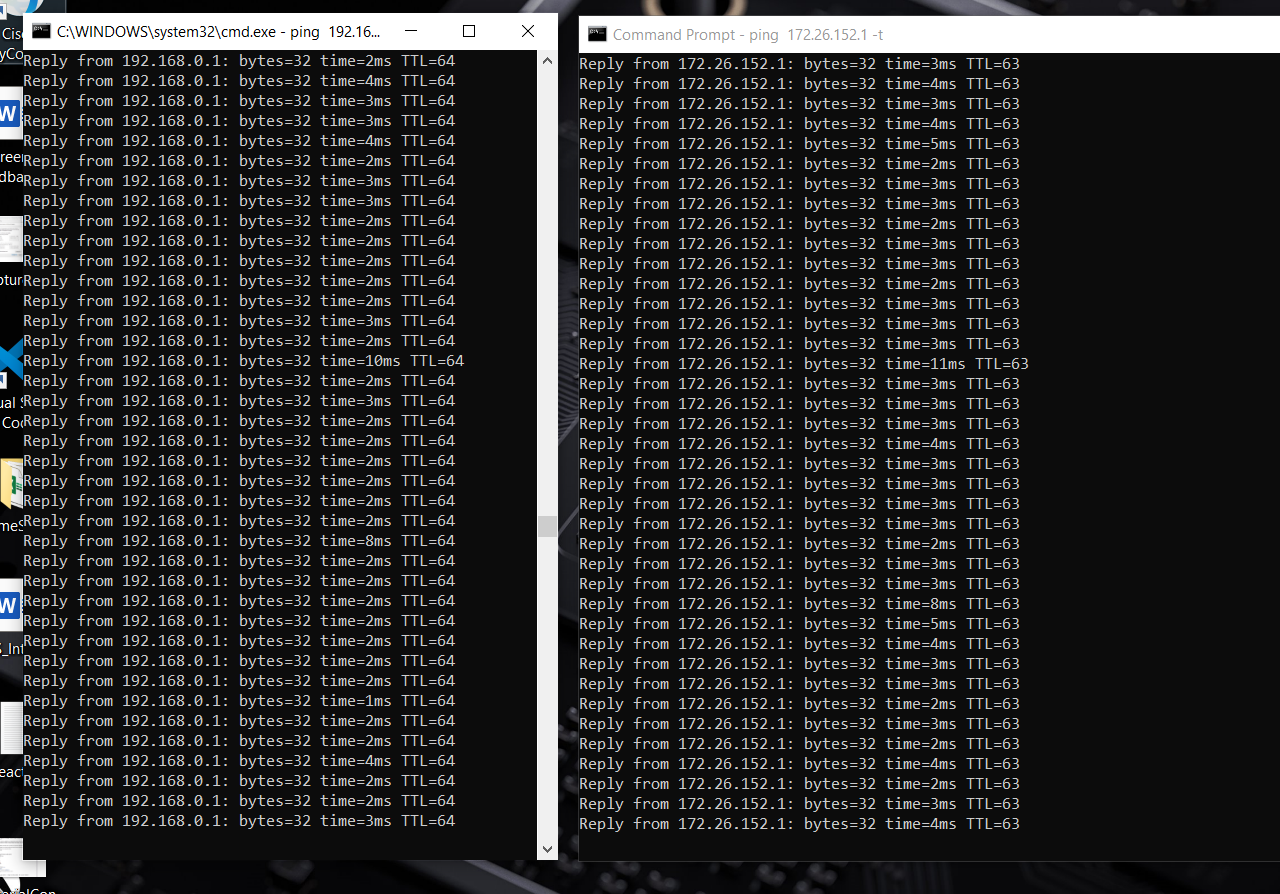 C:\WINDOWS\system32\cmd.exe - ping 192.16...
Reply from 192.168.0.1: bytes=32 time=2ms TTL=64
Reply from 192.168.0.1: bytes=32 time=4ms TTL=64
Reply from 192.168.0.1: bytes=32 time=3ms TTL=64
Reply from 192.168.0.1: bytes=32 time=3ms TTL=64
Reply from 192.168.0.1: bytes=32 time=4ms TTL=64
Reply from 192.168.0.1: bytes=32 time=2ms TTL=64
Reply from 192.168.0.1: bytes=32 time=3ms TTL=64
Reply from 192.168.0.1: bytes=32 time=3ms TTL=64
Reply from 192.168.0.1: bytes=32 time=2ms TTL=64
Reply from 192.168.0.1: bytes=32 time=2ms TTL=64
Reply from 192.168.0.1: bytes=32 time=2ms TTL=64
Reply from 192.168.0.1: bytes=32 time=2ms TTL=64
Reply from 192.168.0.1: bytes=32 time=2ms TTL=64
Reply from 192.168.0.1: bytes=32 time=3ms TTL=64
Reply from 192.168.0.1: bytes=32 time=2ms TTL=64
Reply from 192.168.0.1: bytes=32 time=10ms TTL=64
Reply from 192.168.0.1: bytes=32 time=2ms TTL=64
Reply from 192.168.0.1: bytes=32 time=3ms TTL=64
Reply from 192.168.0.1: bytes=32 time=2ms TTL=64
Reply from 192.168.0.1: bytes=32 time=2ms TTL=64
Reply from 192.168.0.1: bytes=32 time=2ms TTL=64
Reply from 192.168.0.1: bytes=32 time=2ms TTL=64
Reply from 192.168.0.1: bytes=32 time=2ms TTL=64
Reply from 192.168.0.1: bytes=32 time=2ms TTL=64
Reply from 192.168.0.1: bytes=32 time=8ms TTL=64
Reply from 192.168.0.1: bytes=32 time=2ms TTL=64
Reply from 192.168.0.1: bytes=32 time=2ms TTL=64
Reply from 192.168.0.1: bytes=32 time=2ms TTL=64
Reply from 192.168.0.1: bytes=32 time=2ms TTL=64
Reply from 192.168.0.1: bytes=32 time=2ms TTL=64
Reply from 192.168.0.1: bytes=32 time=2ms TTL=64
Reply from 192.168.0.1: bytes=32 time=2ms TTL=64
Reply from 192.168.0.1: bytes=32 time=1ms TTL=64
Reply from 192.168.0.1: bytes=32 time=2ms TTL=64
Reply from 192.168.0.1: bytes=32 time=2ms TTL=64
Reply from 192.168.0.1: bytes=32 time=4ms TTL=64
Reply from 192.168.0.1: bytes=32 time=2ms TTL=64
Reply from 192.168.0.1: bytes=32 time=2ms TTL=64
Reply from 192.168.0.1: bytes=32 time=3ms TTL=64
Command Prompt - ping 172.26.152.1 -t
Reply from 172.26.152.1: bytes=32 time=3ms TTL=63
Reply from 172.26.152.1: bytes=32 time=4ms TTL=63
Reply from 172.26.152.1: bytes=32 time=3ms TTL=63
Reply from 172.26.152.1: bytes=32 time=4ms TTL=63
Reply from 172.26.152.1: bytes=32 time=5ms TTL=63
Reply from 172.26.152.1: bytes=32 time=2ms TTL=63
Reply from 172.26.152.1: bytes=32 time=3ms TTL=63
Reply from 172.26.152.1: bytes=32 time=3ms TTL=63
Reply from 172.26.152.1: bytes=32 time=2ms TTL=63
Reply from 172.26.152.1: bytes=32 time=3ms TTL=63
Reply from 172.26.152.1: bytes=32 time=3ms TTL=63
Reply from 172.26.152.1: bytes=32 time=2ms TTL=63
Reply from 172.26.152.1: bytes=32 time=3ms TTL=63
Reply from 172.26.152.1: bytes=32 time=3ms TTL=63
Reply from 172.26.152.1: bytes=32 time=3ms TTL=63
Reply from 172.26.152.1: bytes=32 time=11ms TTL=63
Reply from 172.26.152.1: bytes=32 time=3ms TTL=63
Reply from 172.26.152.1: bytes=32 time=3ms TTL=63
Reply from 172.26.152.1: bytes=32 time=3ms TTL=63
Reply from 172.26.152.1: bytes=32 time=4ms TTL=63
Reply from 172.26.152.1: bytes=32 time=3ms TTL=63
Reply from 172.26.152.1: bytes=32 time=3ms TTL=63
Reply from 172.26.152.1: bytes=32 time=3ms TTL=63
Reply from 172.26.152.1: bytes=32 time=3ms TTL=63
Reply from 172.26.152.1: bytes=32 time=2ms TTL=63
Reply from 172.26.152.1: bytes=32 time=3ms TTL=63
Reply from 172.26.152.1: bytes=32 time=3ms TTL=63
Reply from 172.26.152.1: bytes=32 time=8ms TTL=63
Reply from 172.26.152.1: bytes=32 time=5ms TTL=63
Reply from 172.26.152.1: bytes=32 time=4ms TTL=63
Reply from 172.26.152.1: bytes=32 time=3ms TTL=63
Reply from 172.26.152.1: bytes=32 time=3ms TTL=63
Reply from 172.26.152.1: bytes=32 time=2ms TTL=63
Reply from 172.26.152.1: bytes=32 time=3ms TTL=63
Reply from 172.26.152.1: bytes=32 time=2ms TTL=63
Reply from 172.26.152.1: bytes=32 time=4ms TTL=63
Reply from 172.26.152.1: bytes=32 time=2ms TTL=63
Reply from 172.26.152.1: bytes=32 time=3ms TTL=63
Reply from 172.26.152.1: bytes=32 time=4ms TTL=63